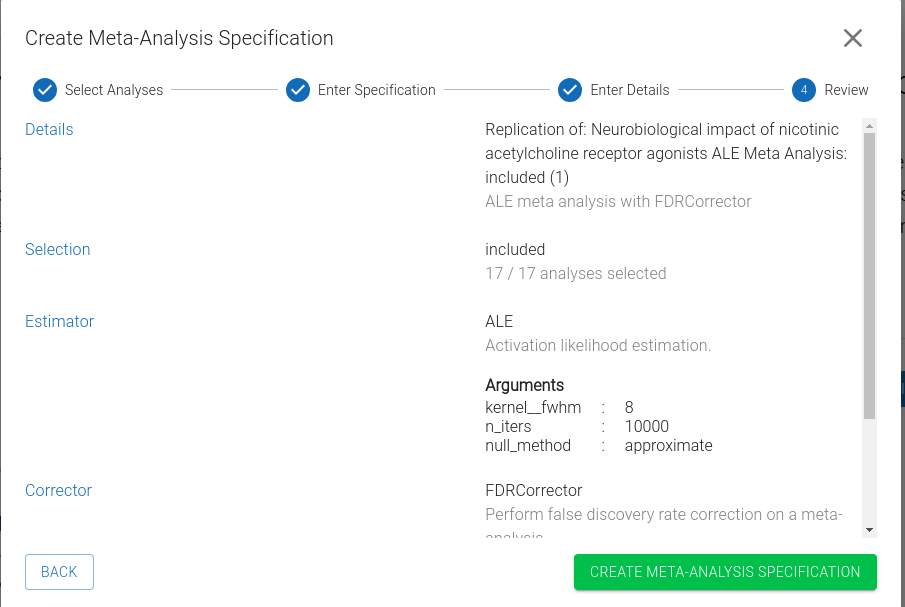 Create Meta-Analysis Specification
Select Analyses
Enter Specification
Enter Details
4
Review
Details
Replication of: Neurobiological impact of nicotinic
acetylcholine receptor agonists ALE Meta Analysis:
included (1)
ALE meta analysis with FDRCorrector
Selection
included
17 / 17 analyses selected
Estimator
ALE
Activation likelihood estimation.
Arguments
kernel__fwhm : 8
n_iters : 10000
null_method : approximate
Corrector
FDRCorrector
Perform false discovery rate correction on a meta-
analysis
BACK
CREATE META-ANALYSIS SPECIFICATION